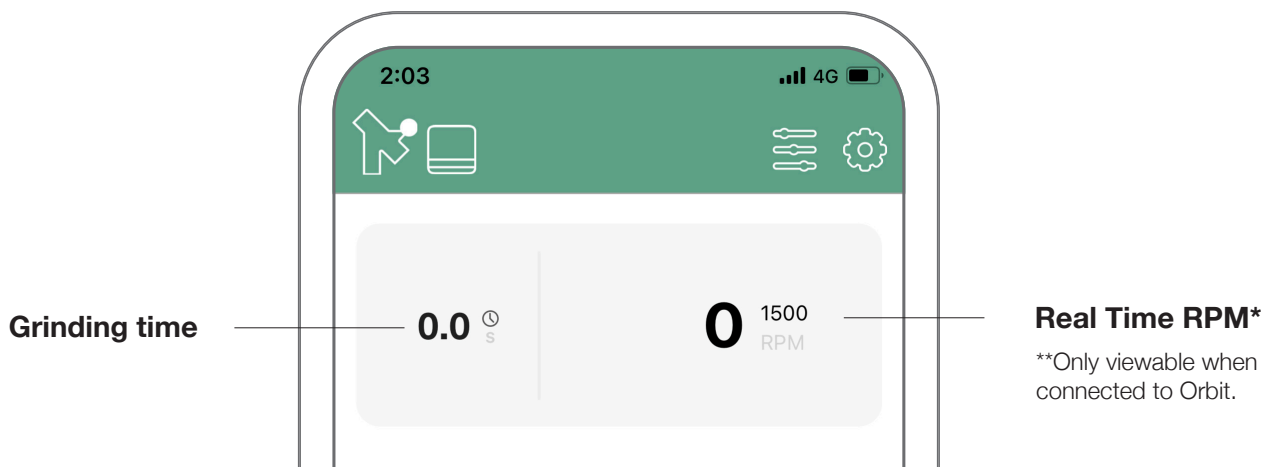 2:03
4G
Grinding time
0.0 s
0 1500 RPM
Real Time RPM*
**Only viewable when
connected to Orbit.